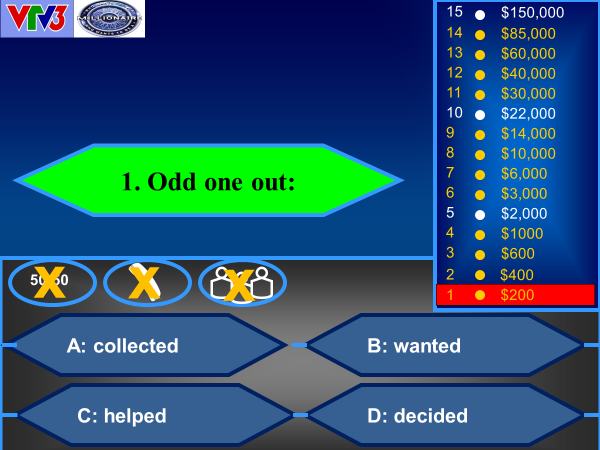 VTV3
MILLIONAIRE
15 $150,000
14 $85,000
13 $60,000
12 $40,000
11 $30,000
10 $22,000
9 $14,000
8 $10,000
7 $6,000
6 $3,000
5 $2,000
4 $1000
3 $600
2 $400
1 $200
1. Odd one out:
50:50
A: collected
B: wanted
C: helped
D: decided